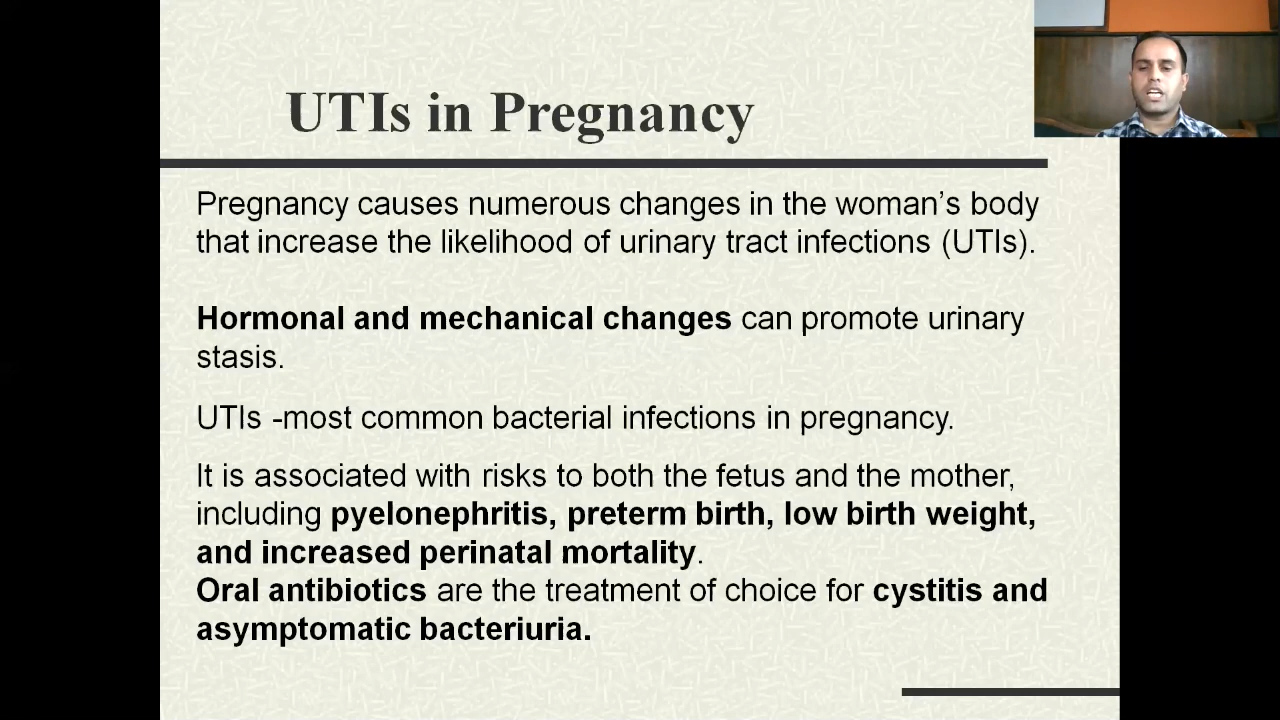 UTIs in Pregnancy
Pregnancy causes numerous changes in the woman’s body
that increase the likelihood of urinary tract infections (UTIs).
Hormonal and mechanical changes can promote urinary
stasis.
UTIs -most common bacterial infections in pregnancy.
It is associated with risks to both the fetus and the mother,
including pyelonephritis, preterm birth, low birth weight,
and increased perinatal mortality.
Oral antibiotics are the treatment of choice for cystitis and
asymptomatic bacteriuria.